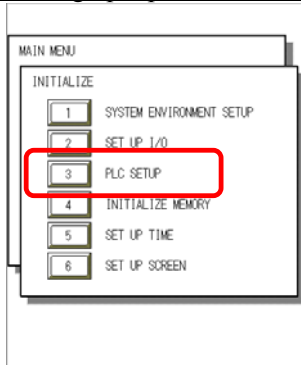 MAIN MENU
INITIALIZE
1 SYSTEM ENVIRONMENT SETUP
2 SET UP I/O
3 PLC SETUP
4 INITIALIZE MEMORY
5 SET UP TIME
6 SET UP SCREEN